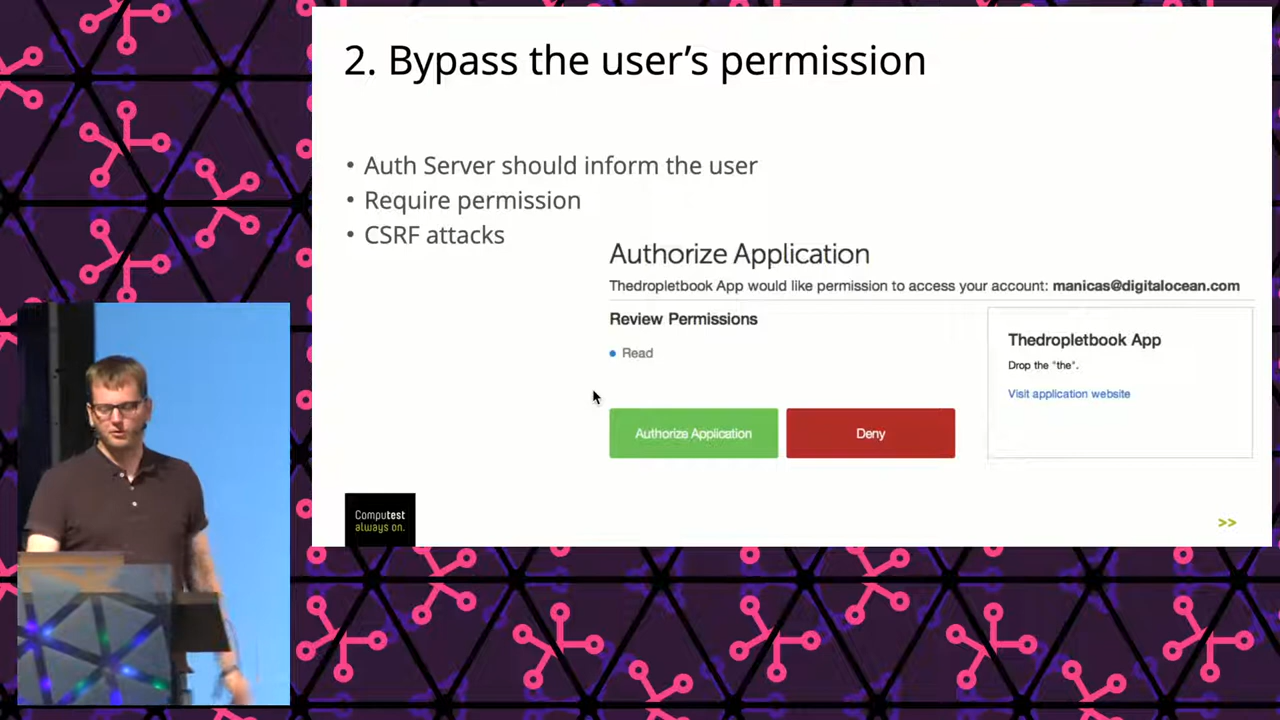 2. Bypass the user's permission
• Auth Server should inform the user
• Require permission
• CSRF attacks
Authorize Application
Thedropletbook App would like permission to access your account: manicas@digitalocean.com
Review Permissions
• Read
Thedropletbook App
Drop the "the".
Visit application website
Authorize Application
Deny
Computest
always on.
>>